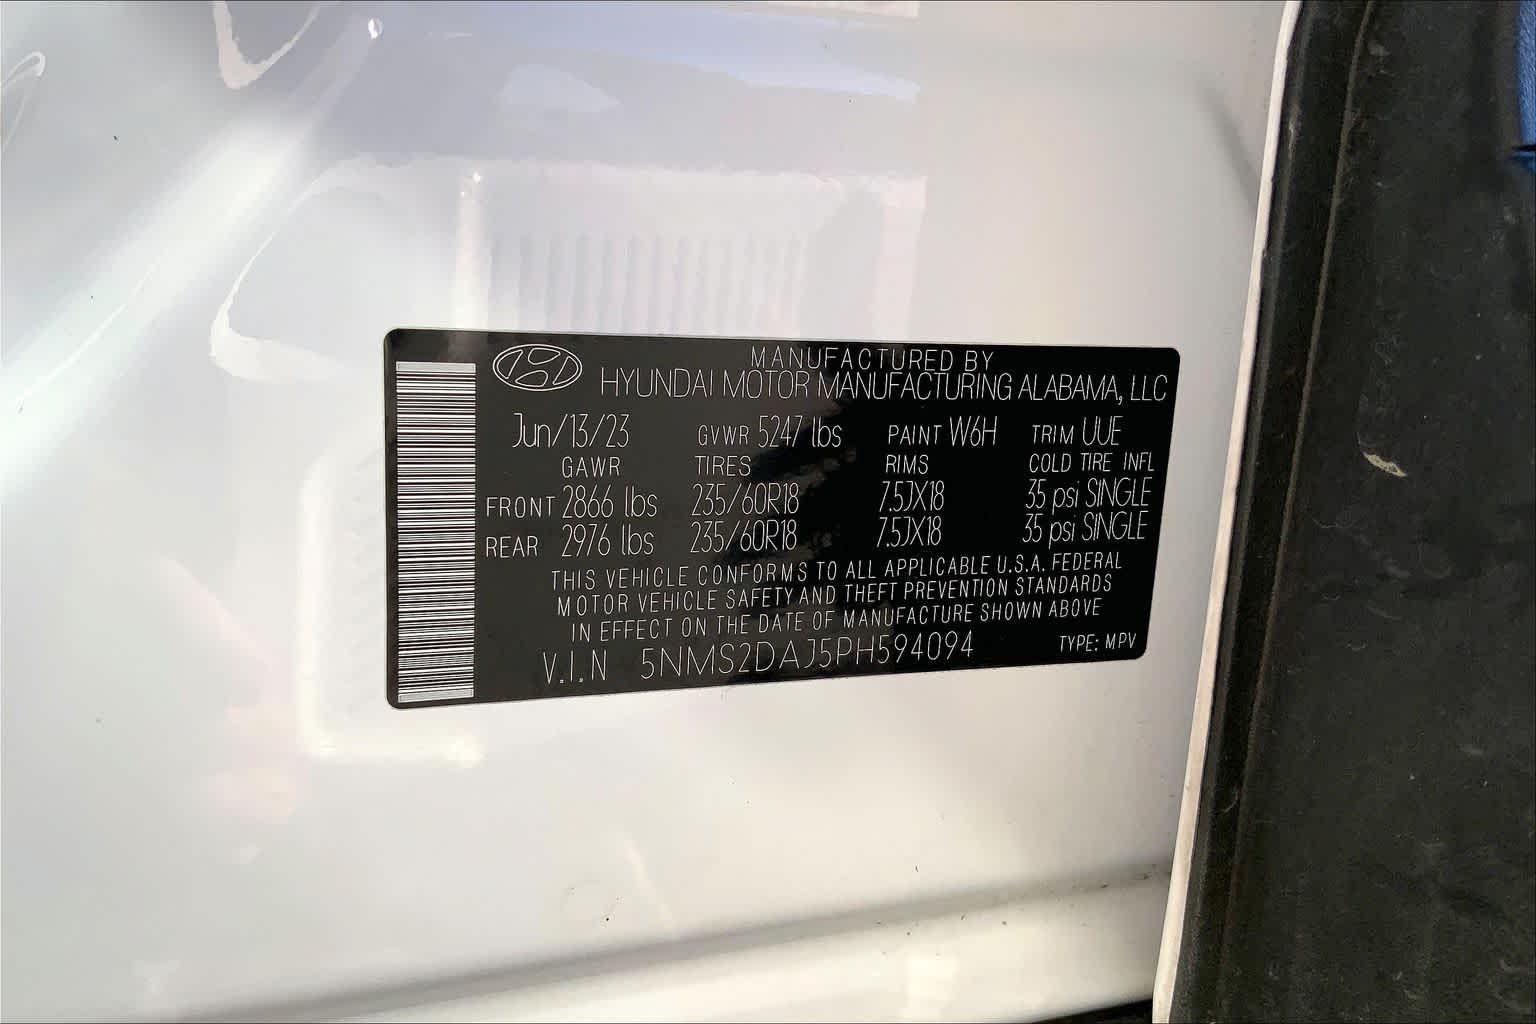 MANUFACTURED BY
HYUNDAI MOTOR MANUFACTURING ALABAMA, LLC
Jun/13/23 GVWR 5247 lbs PAINT W6H TRIM UUE
GAWR TIRES RIMS COLD TIRE INFL
FRONT 2866 lbs 235/60R18 7.5JX18 35 psi SINGLE
REAR 2976 lbs 235/60R18 7.5JX18 35 psi SINGLE
THIS VEHICLE CONFORMS TO ALL APPLICABLE U.S.A. FEDERAL
MOTOR VEHICLE SAFETY AND THEFT PREVENTION STANDARDS
IN EFFECT ON THE DATE OF MANUFACTURE SHOWN ABOVE
V.I.N 5NMS2DAJ5PH594094 TYPE: MPV